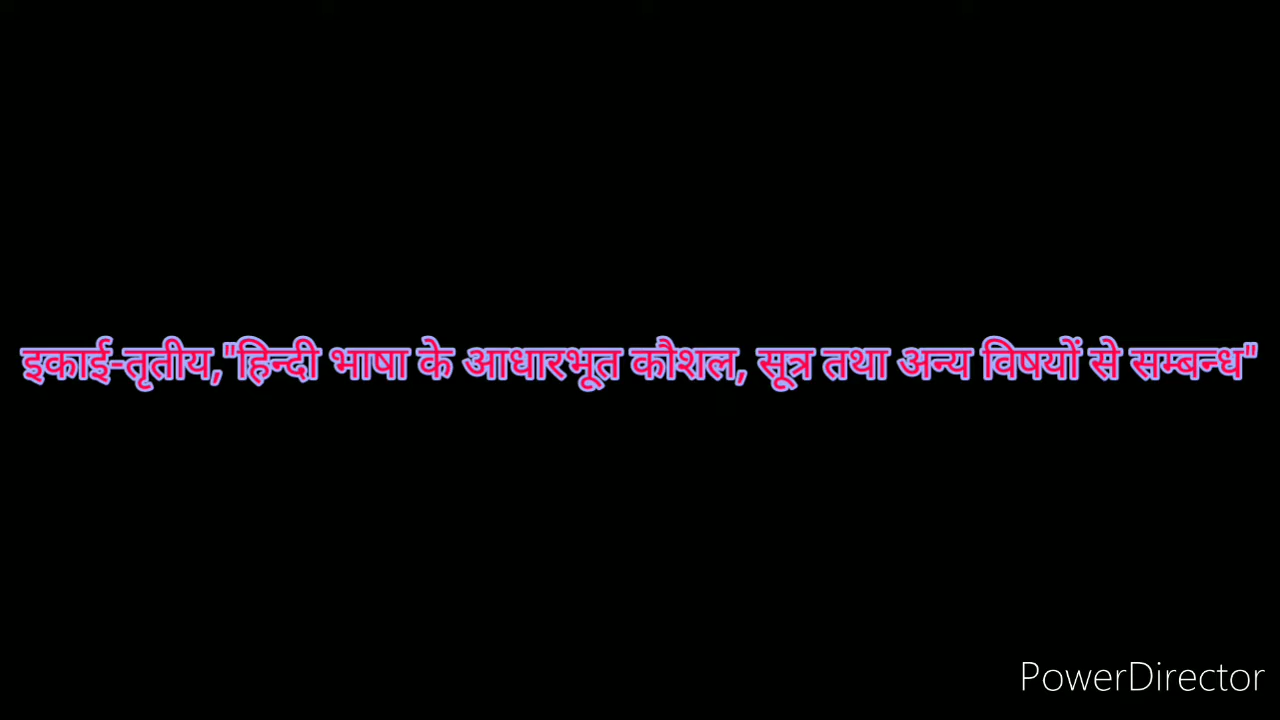 इकाई-तृतीय,"हिन्दी भाषा के आधारभूत कौशल, सूत्र तथा अन्य विषयों से सम्बन्ध"
PowerDirector